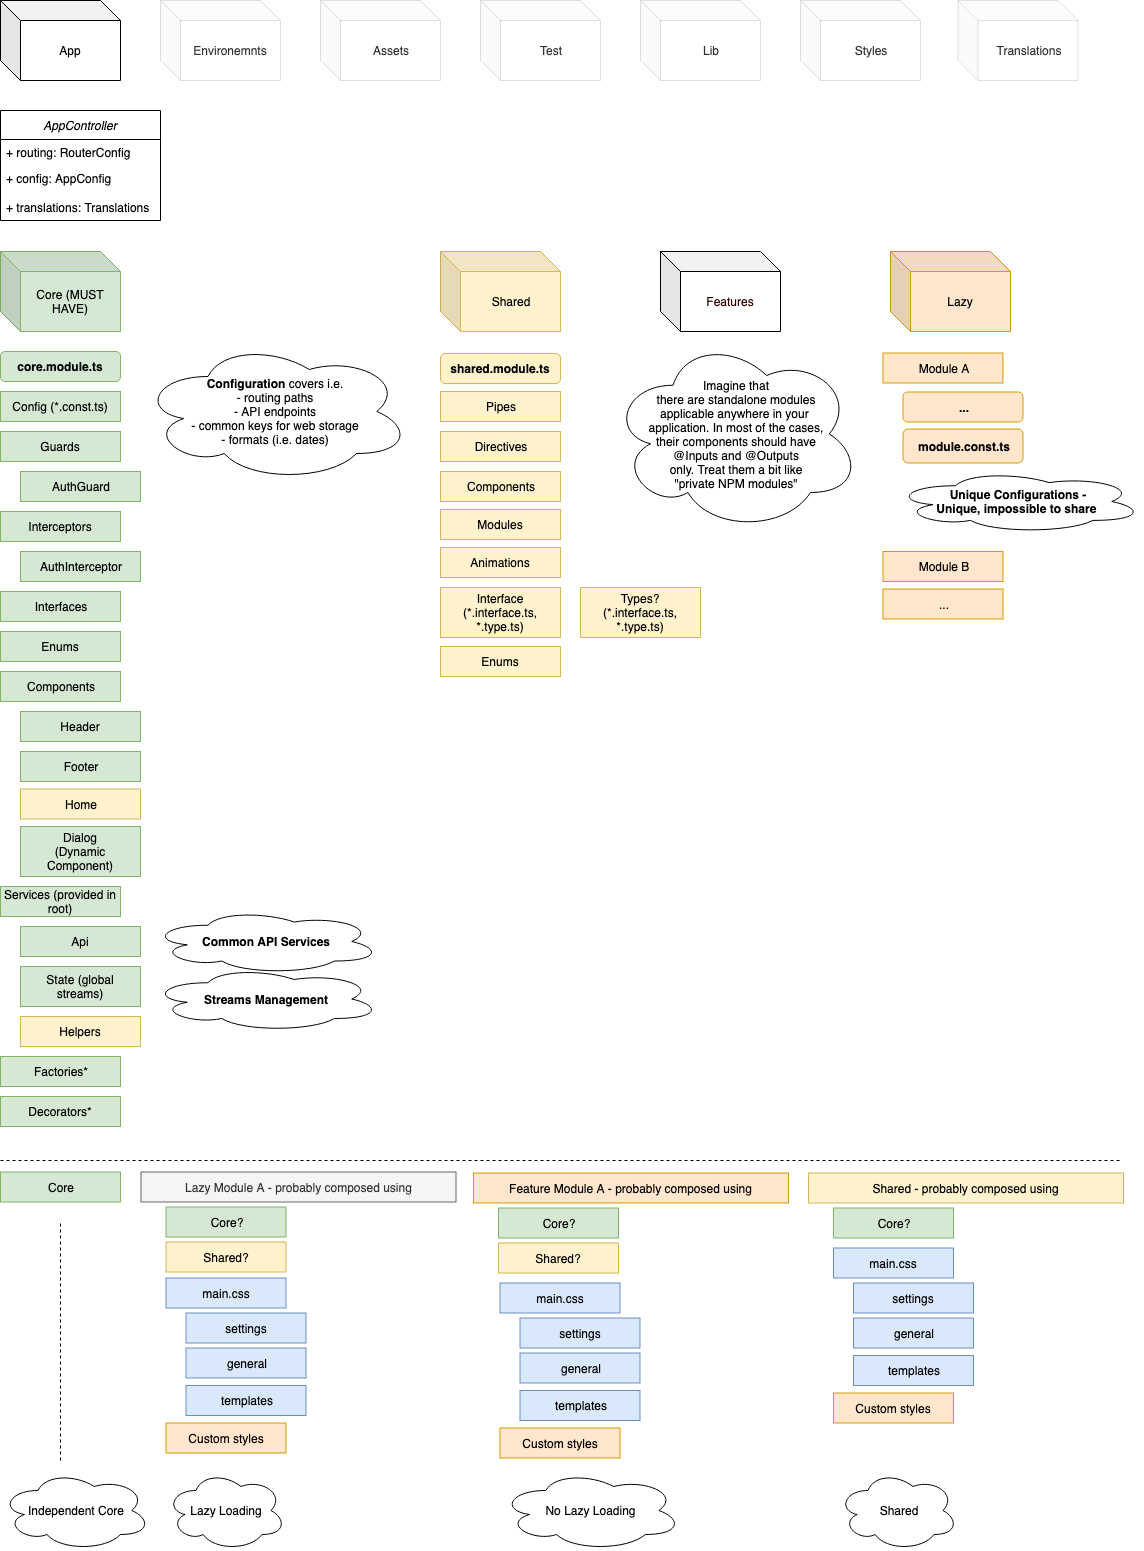 App
Environemnts
Assets
Test
Lib
Styles
Translations
AppController
+ routing: RouterConfig
+ config: AppConfig
+ translations: Translations
Core (MUST
HAVE)
Shared
Features
Lazy
core.module.ts
Config (*.const.ts)
Guards
AuthGuard
Interceptors
AuthInterceptor
Interfaces
Enums
Components
Header
Footer
Home
Dialog
(Dynamic
Component)
Services (provided in
root)
Api
State (global
streams)
Helpers
Factories*
Decorators*
Configuration covers i.e.
- routing paths
- API endpoints
- common keys for web storage
- formats (i.e. dates)
Common API Services
Streams Management
shared.module.ts
Pipes
Directives
Components
Modules
Animations
Interface
(*.interface.ts,
*.type.ts)
Types?
(*.interface.ts,
*.type.ts)
Enums
Imagine that
there are standalone modules
applicable anywhere in your
application. In most of the cases,
their components should have
@Inputs and @Outputs
only. Treat them a bit like
"private NPM modules"
Module A
...
module.const.ts
Unique Configurations -
Unique, impossible to share
Module B
...
Core
Independent Core
Lazy Module A - probably composed using
Core?
Shared?
main.css
settings
general
templates
Custom styles
Lazy Loading
Feature Module A - probably composed using
Core?
Shared?
main.css
settings
general
templates
Custom styles
No Lazy Loading
Shared - probably composed using
Core?
main.css
settings
general
templates
Custom styles
Shared